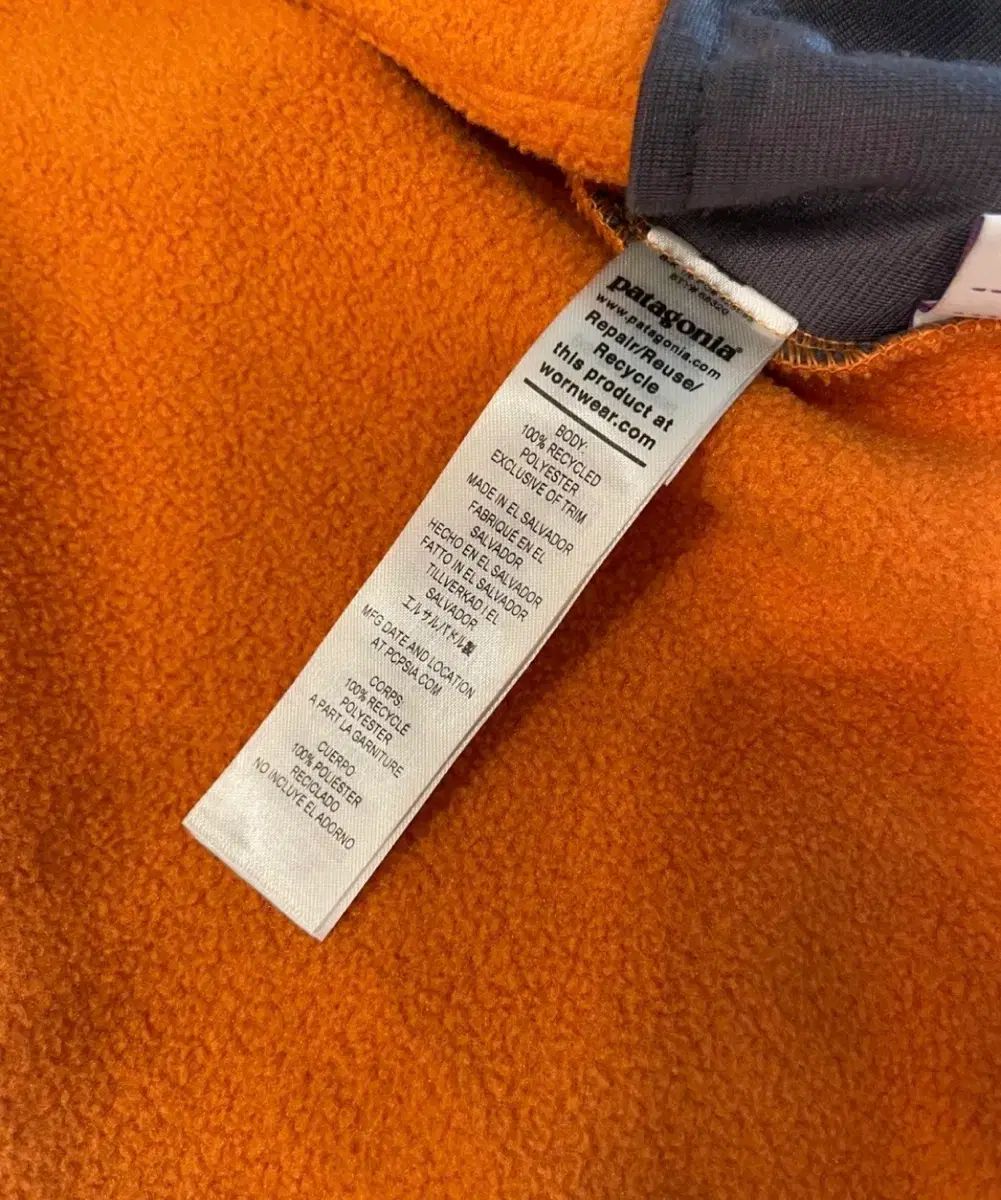 patagonia®
www.patagonia.com
Repair/Reuse/
Recycle
this product at
wornwear.com
BODY:
100% RECYCLED
POLYESTER
EXCLUSIVE OF TRIM
MADE IN EL SALVADOR
FABRIQUÉ EN EL
SALVADOR
HECHO EN EL SALVADOR
FATTO IN EL SALVADOR
TILLVERKAD I EL
SALVADOR
エルサルバドル製
MFG DATE AND LOCATION
AT PCPSIA.COM
CORPS:
100% RECYCLÉ
POLYESTER
A PART LA GARNITURE
CUERPO
100% POLIÉSTER
RECICLADO
NO INCLUYE EL ADORNO